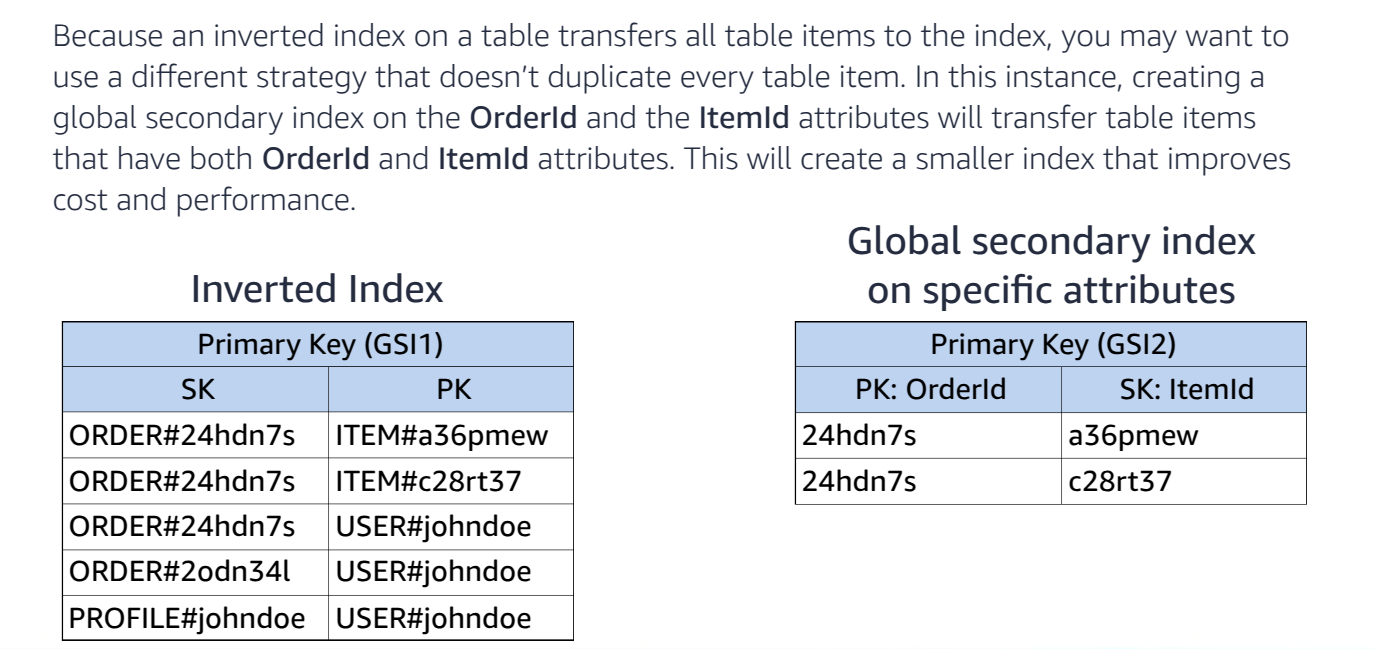 Because an inverted index on a table transfers all table items to the index, you may want to
use a different strategy that doesn’t duplicate every table item. In this instance, creating a
global secondary index on the OrderId and the ItemId attributes will transfer table items
that have both OrderId and ItemId attributes. This will create a smaller index that improves
cost and performance.
Inverted Index
Primary Key (GSI1)
SK PK
ORDER#24hdn7s ITEM#a36pmew
ORDER#24hdn7s ITEM#c28rt37
ORDER#24hdn7s USER#johndoe
ORDER#2odn34l USER#johndoe
PROFILE#johndoe USER#johndoe
Global secondary index
on specific attributes
Primary Key (GSI2)
PK: OrderId SK: ItemId
24hdn7s a36pmew
24hdn7s c28rt37